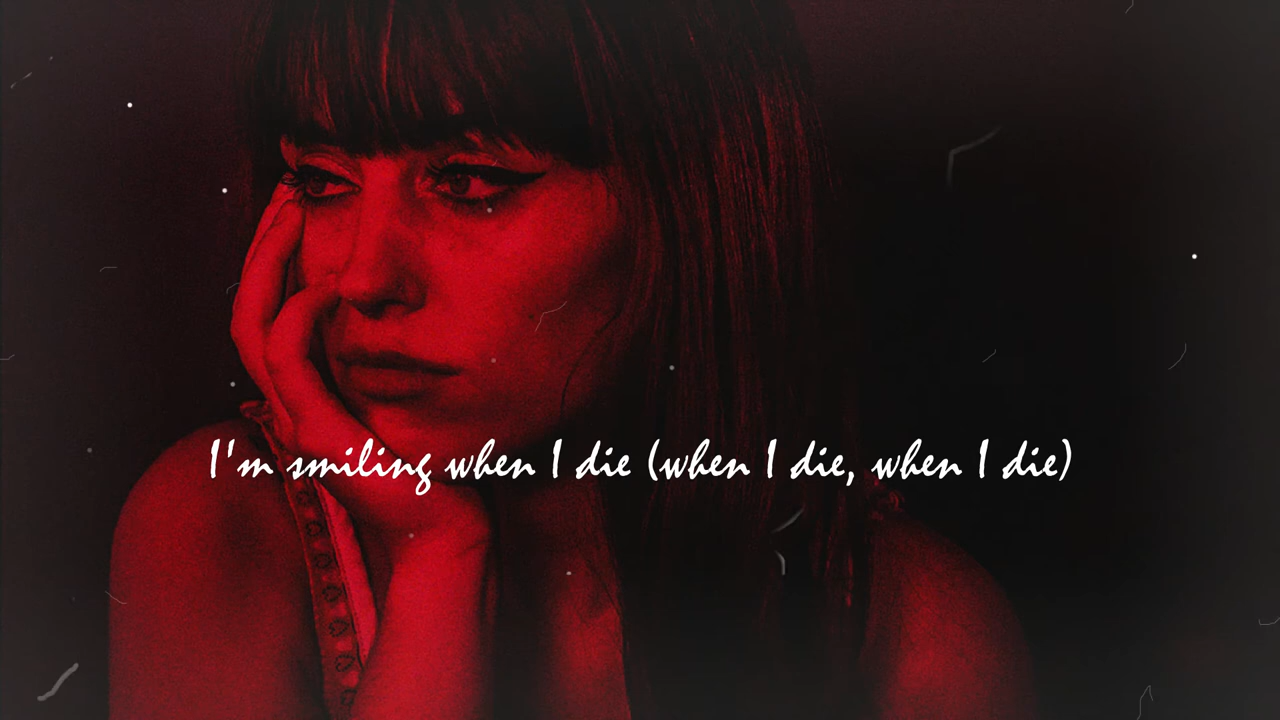 I'm smiling when I die (when I die, when I die)